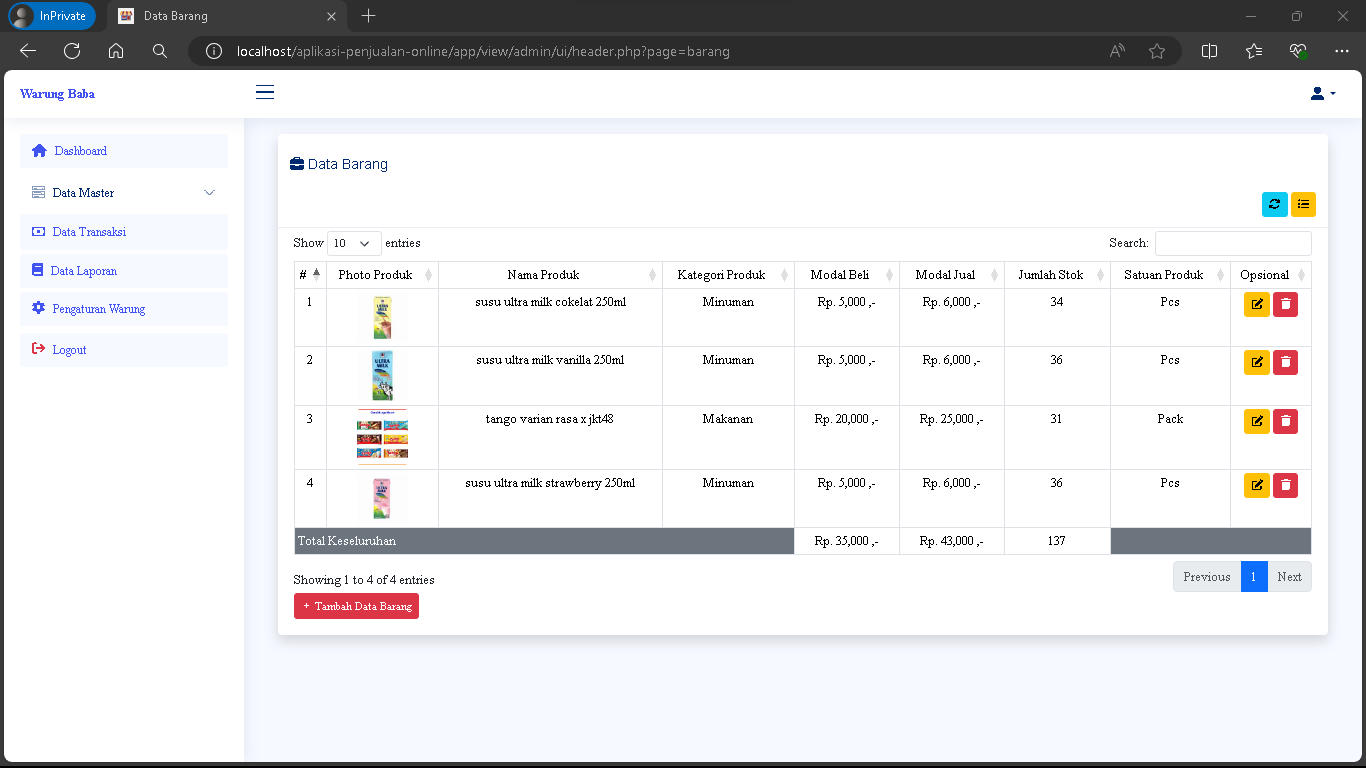 InPrivate
Data Barang
localhost/aplikasi-penjualan-online/app/view/admin/ui/header.php?page=barang
Warung Baba
Dashboard
Data Master
Data Transaksi
Data Laporan
Pengaturan Warung
Logout
Data Barang
Show 10 entries Search:
# Photo Produk Nama Produk Kategori Produk Modal Beli Modal Jual Jumlah Stok Satuan Produk Opsional
1 ULTRA MILK susu ultra milk cokelat 250ml Minuman Rp. 5,000 ,- Rp. 6,000 ,- 34 Pcs
2 ULTRA MILK susu ultra milk vanilla 250ml Minuman Rp. 5,000 ,- Rp. 6,000 ,- 36 Pcs
3 tango varian rasa x jkt48 Makanan Rp. 20,000 ,- Rp. 25,000 ,- 31 Pack
4 ULTRA MILK susu ultra milk strawberry 250ml Minuman Rp. 5,000 ,- Rp. 6,000 ,- 36 Pcs
Total Keseluruhan Rp. 35,000 ,- Rp. 43,000 ,- 137
Showing 1 to 4 of 4 entries Previous 1 Next
+ Tambah Data Barang